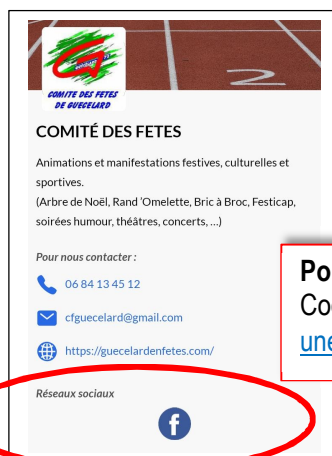 2
COMITE DES FETES
DE GUECELARD
COMITÉ DES FETES
Animations et manifestations festives, culturelles et
sportives.
(Arbre de Noël, Rand 'Omelette, Bric à Broc, Festicap,
soirées humour, théâtres, concerts, ...)
Pour nous contacter :
06 84 13 45 12
cfguecelard@gmail.com
https://guecelardenfetes.com/
Réseaux sociaux
f
une